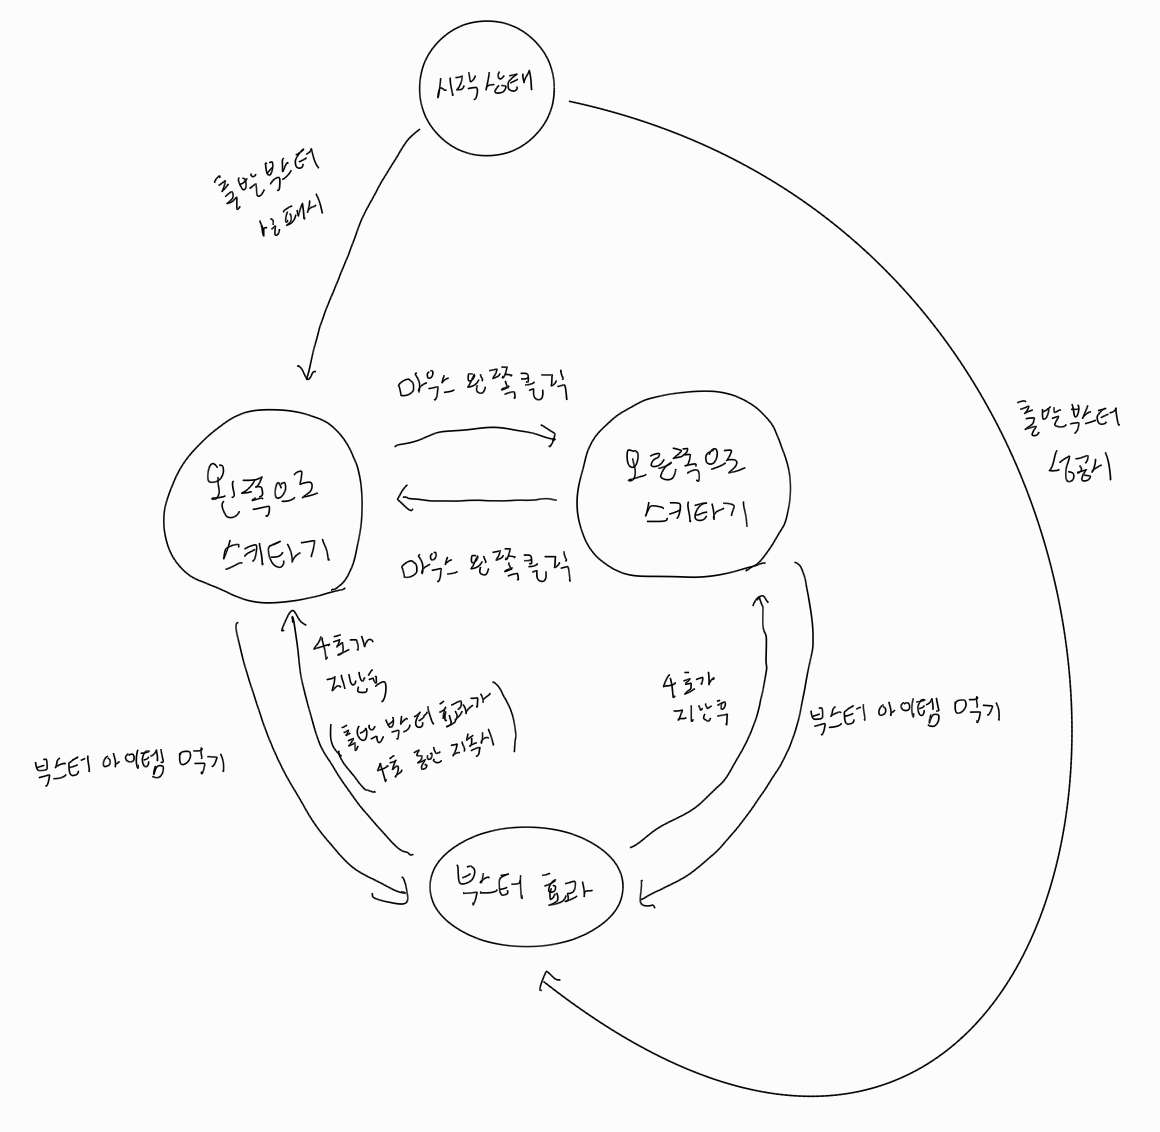 시작상태
출발부스터
실패시
마우스 왼쪽클릭
출발부스터
성공시
왼쪽으로
스키타기
오른쪽으로
스키타기
마우스 왼쪽클릭
4초가
지난후
(출발부스터 효과가
4초 동안 지속시)
4초가
지난후
부스터 아이템 먹기
부스터 아이템 먹기
부스터 효과